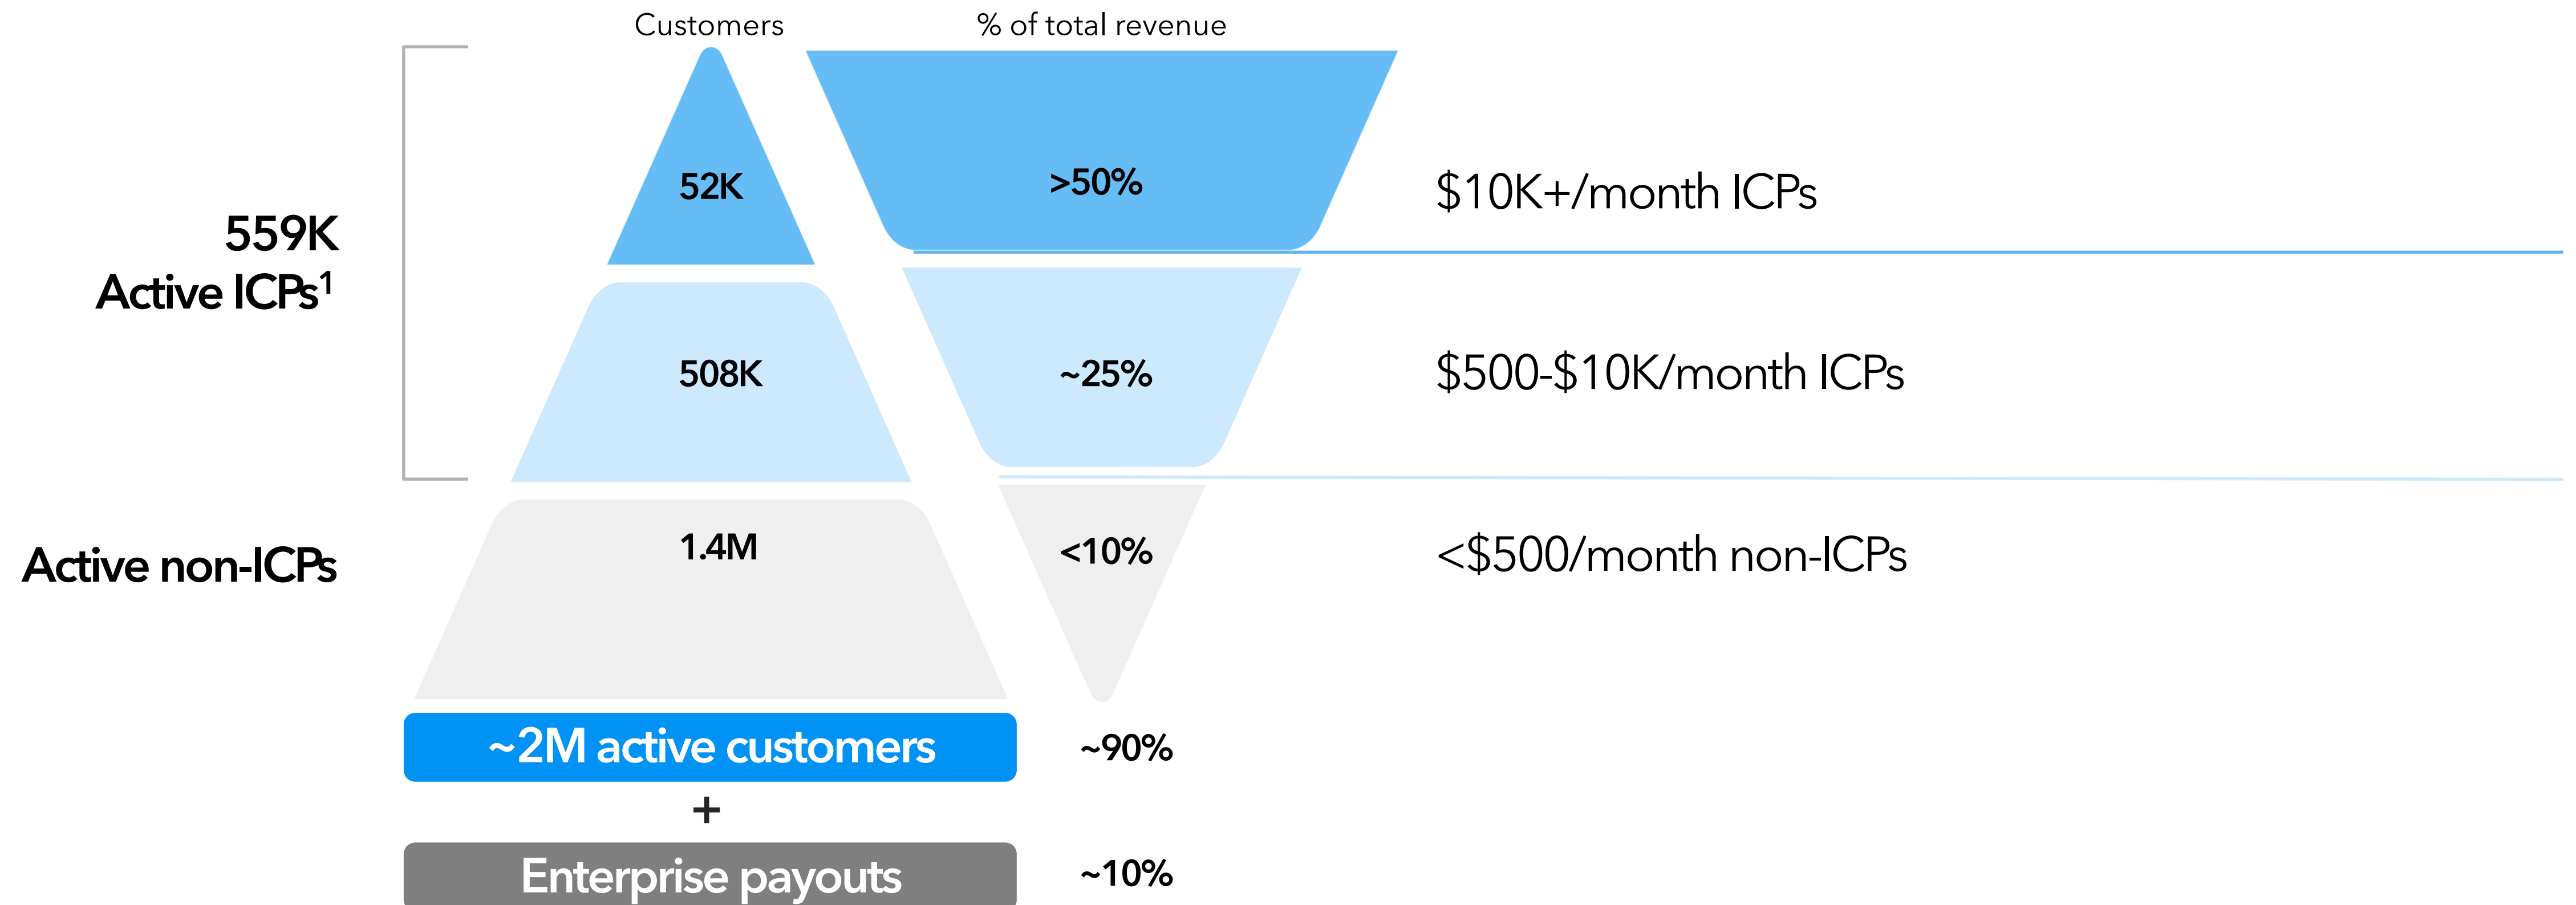 Customers
% of total revenue
52K
>50%
$10K+/month ICPs
559K
Active ICPs¹
508K
~25%
$500-$10K/month ICPs
Active non-ICPs
1.4M
<10%
<$500/month non-ICPs
~2M active customers
~90%
+
Enterprise payouts
~10%